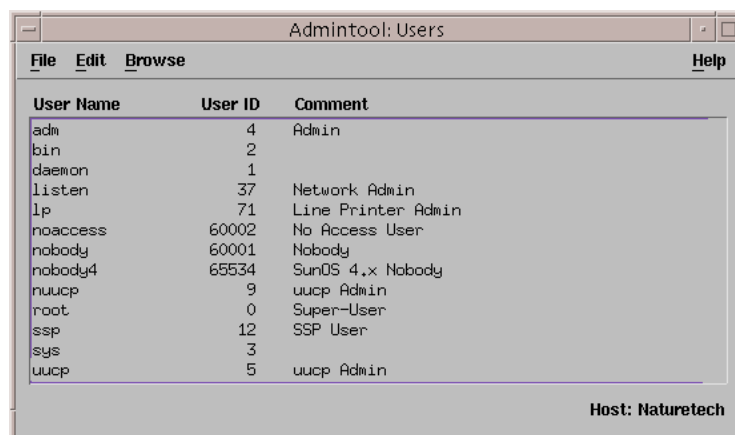 Admintool: Users
File Edit Browse Help
User Name User ID Comment
adm 4 Admin
bin 2
daemon 1
listen 37 Network Admin
lp 71 Line Printer Admin
noaccess 60002 No Access User
nobody 60001 Nobody
nobody4 65534 SunOS 4.x Nobody
nuucp 9 uucp Admin
root 0 Super-User
ssp 12 SSP User
sys 3
uucp 5 uucp Admin
Host: Naturetech